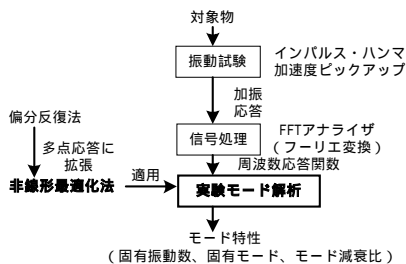 対象物
振動試験
インパルス・ハンマ
加速度ピックアップ
加振
応答
偏分反復法
信号処理
FFTアナライザ
(フーリエ変換)
多点応答に
拡張
周波数応答関数
非線形最適化法
適用
実験モード解析
モード特性
(固有振動数、固有モード、モード減衰比)